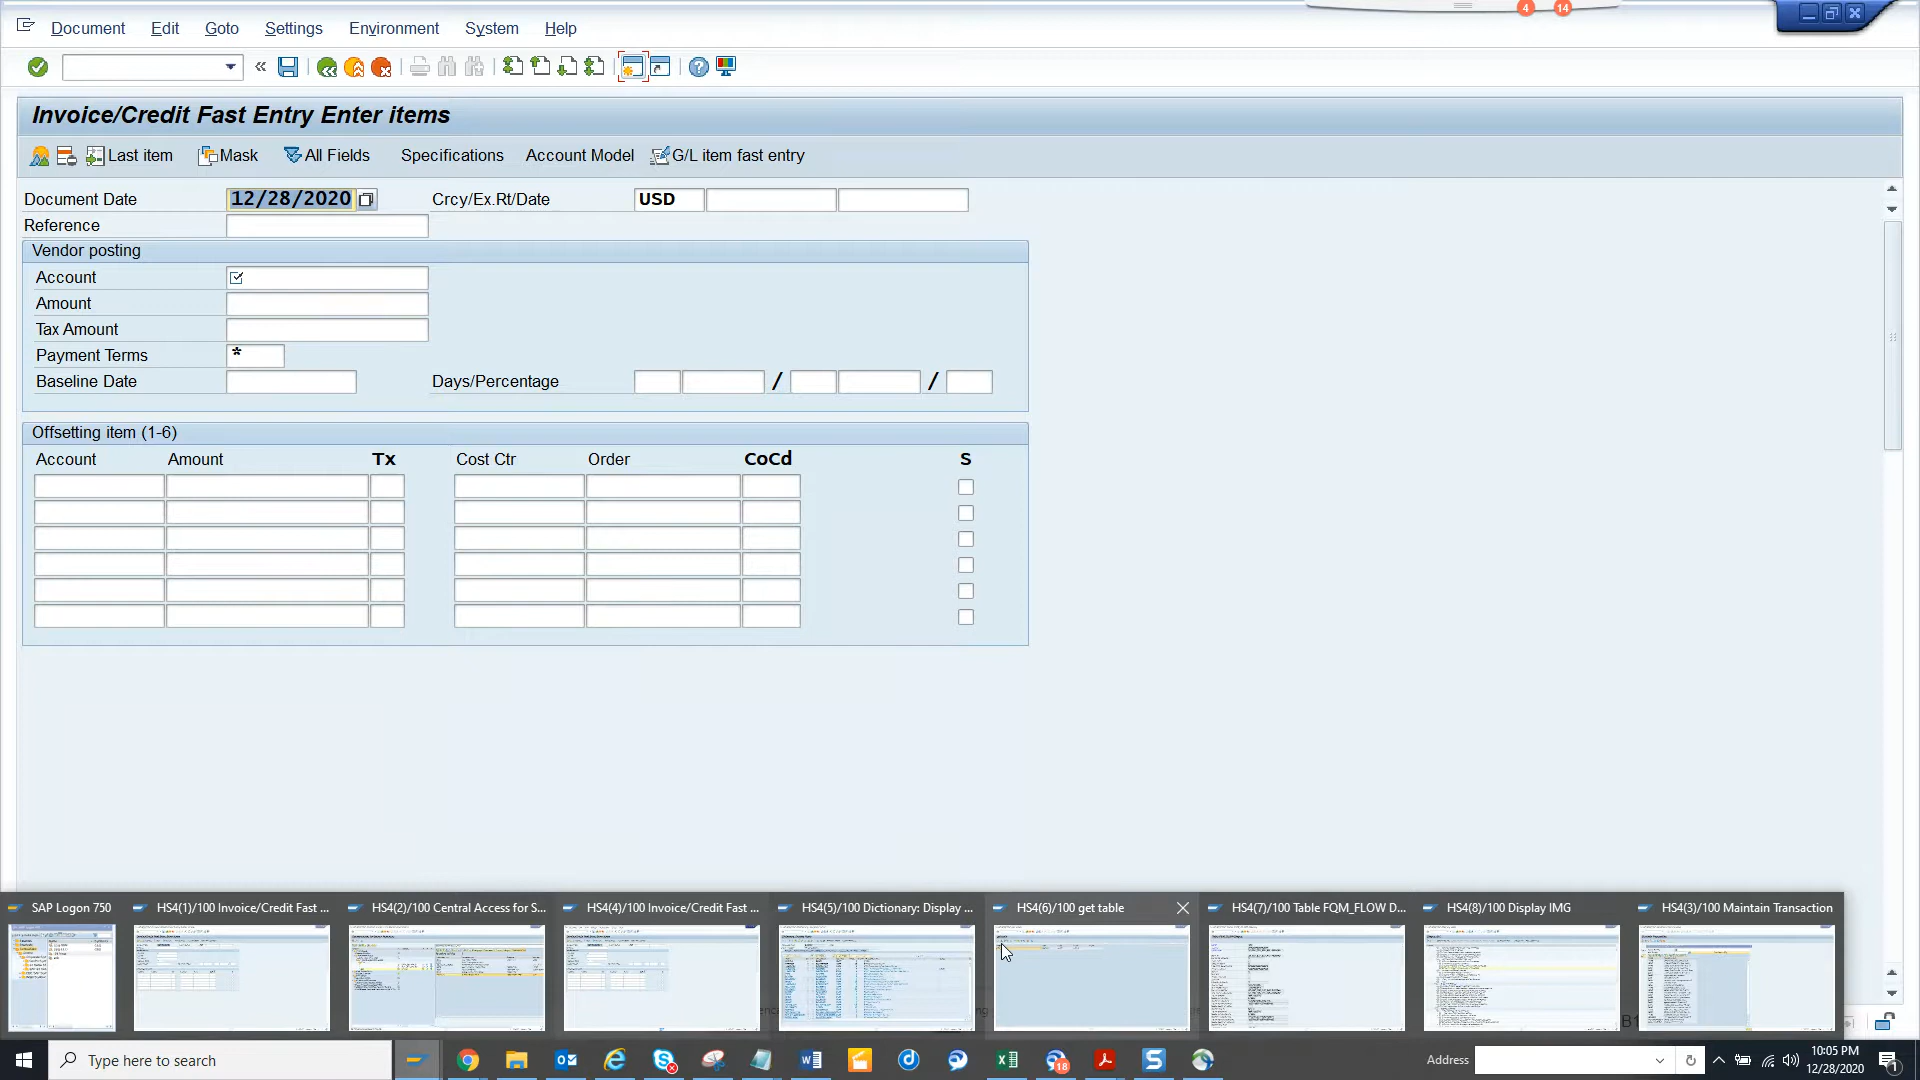 4 14
Document Edit Goto Settings Environment System Help
Invoice/Credit Fast Entry Enter items
Last item Mask All Fields Specifications Account Model G/L item fast entry
Document Date 12/28/2020 Crcy/Ex.Rt/Date USD
Reference
Vendor posting
Account
Amount
Tax Amount
Payment Terms *
Baseline Date Days/Percentage / /
Offsetting item (1-6)
Account Amount Tx Cost Ctr Order CoCd S
SAP Logon 750 HS4(1)/100 Invoice/Credit Fast ... HS4(2)/100 Central Access for S... HS4(4)/100 Invoice/Credit Fast ... HS4(5)/100 Dictionary: Display ... HS4(6)/100 get table HS4(7)/100 Table FQM_FLOW D... HS4(8)/100 Display IMG HS4(3)/100 Maintain Transaction
Type here to search 18 Address 10:05 PM
12/28/2020 1